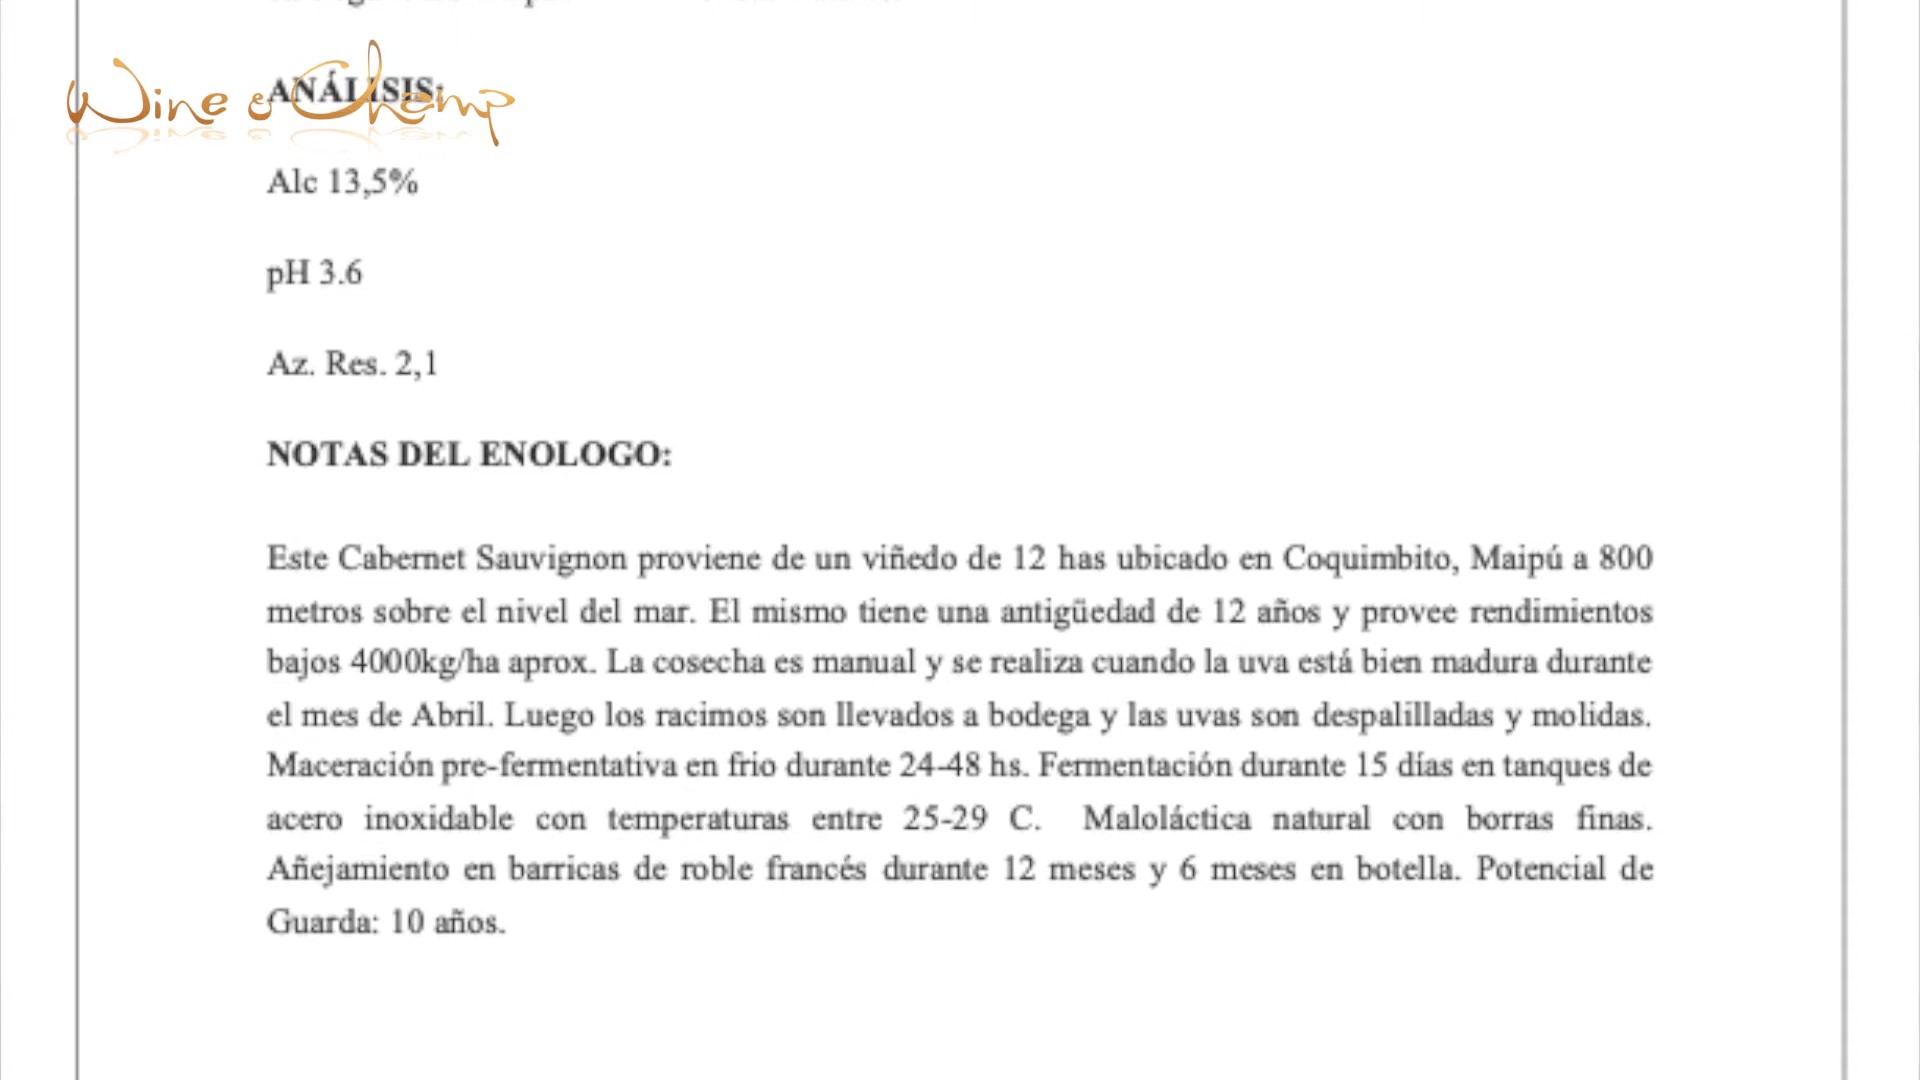 ANÁLISIS:
Wine & Champ
Alc 13,5%
pH 3.6
Az. Res. 2,1
NOTAS DEL ENOLOGO:
Este Cabernet Sauvignon proviene de un viñedo de 12 has ubicado en Coquimbito, Maipú a 800
metros sobre el nivel del mar. El mismo tiene una antigüedad de 12 años y provee rendimientos
bajos 4000kg/ha aprox. La cosecha es manual y se realiza cuando la uva está bien madura durante
el mes de Abril. Luego los racimos son llevados a bodega y las uvas son despalilladas y molidas.
Maceración pre-fermentativa en frio durante 24-48 hs. Fermentación durante 15 días en tanques de
acero inoxidable con temperaturas entre 25-29 C. Maloláctica natural con borras finas.
Añejamiento en barricas de roble francés durante 12 meses y 6 meses en botella. Potencial de
Guarda: 10 años.